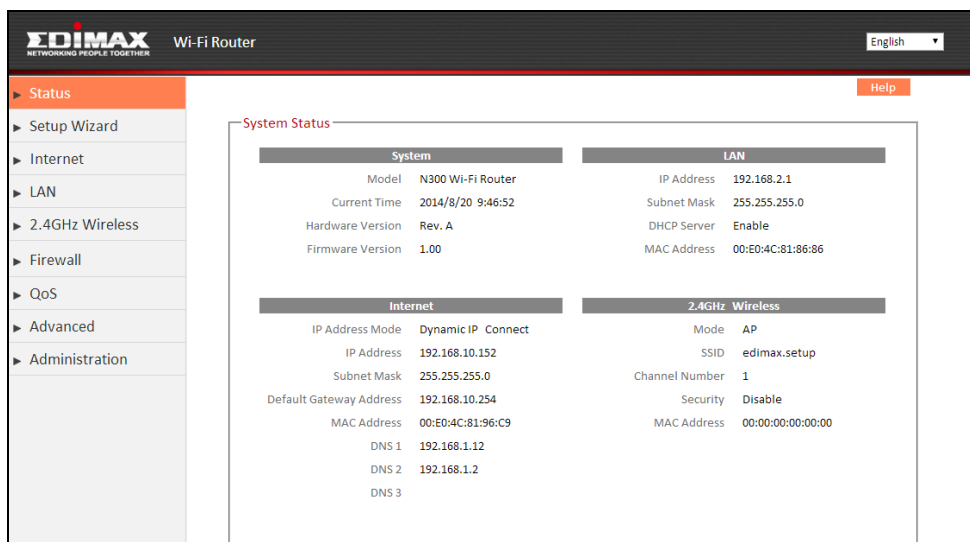 EDIMAX
NETWORKING PEOPLE TOGETHER
Wi-Fi Router
English
Status
Setup Wizard
Internet
LAN
2.4GHz Wireless
Firewall
QoS
Advanced
Administration
Help
System Status
System
Model N300 Wi-Fi Router
Current Time 2014/8/20 9:46:52
Hardware Version Rev. A
Firmware Version 1.00
LAN
IP Address 192.168.2.1
Subnet Mask 255.255.255.0
DHCP Server Enable
MAC Address 00:E0:4C:81:86:86
Internet
IP Address Mode Dynamic IP Connect
IP Address 192.168.10.152
Subnet Mask 255.255.255.0
Default Gateway Address 192.168.10.254
MAC Address 00:E0:4C:81:96:C9
DNS 1 192.168.1.12
DNS 2 192.168.1.2
DNS 3
2.4GHz Wireless
Mode AP
SSID edimax.setup
Channel Number 1
Security Disable
MAC Address 00:00:00:00:00:00